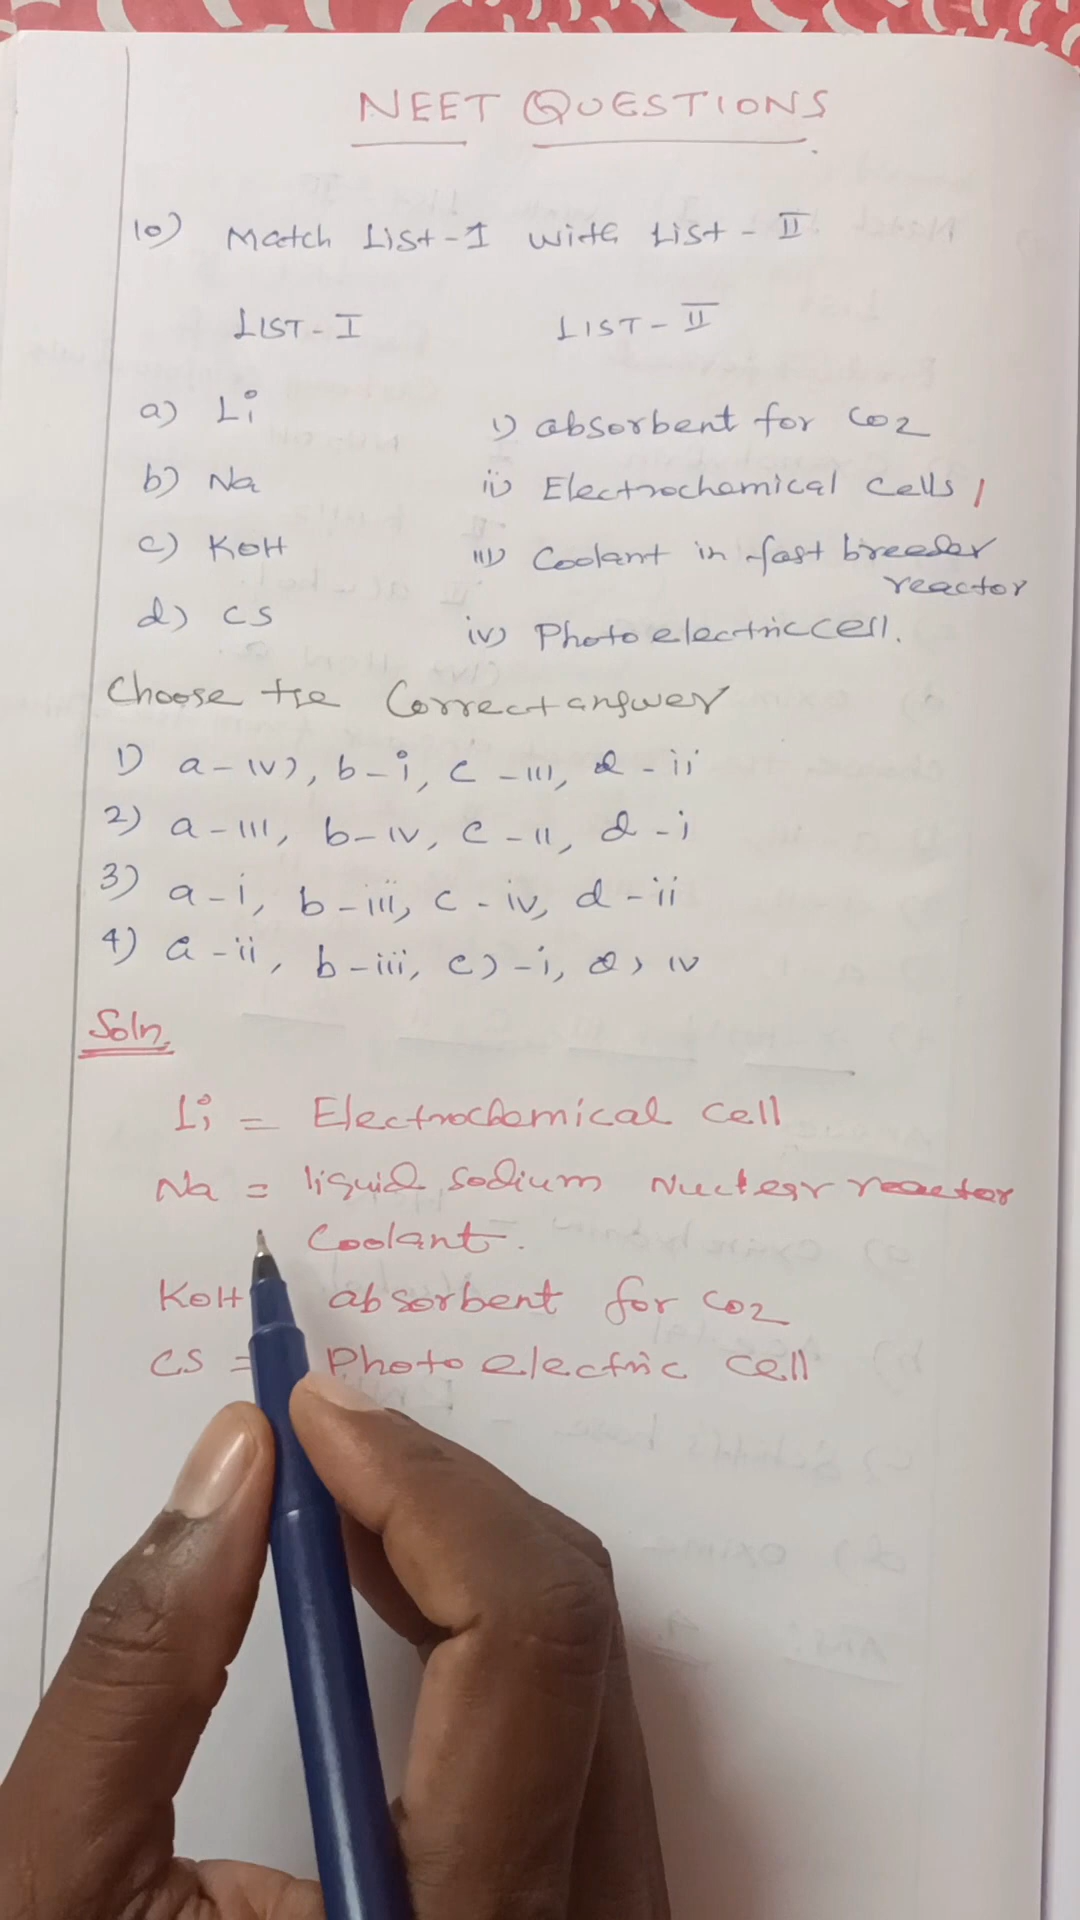 NEET QUESTIONS
10) Match List-I with List-II
LIST-I LIST-II
a) Li i) absorbent for CO2
b) Na ii) Electrochemical cells
c) KOH iii) Coolant in fast breeder
reactor
d) CS iv) Photo electric cell.
Choose the Correct answer
1) a-iv), b-i, c-iii, d-ii
2) a-iii, b-iv, c-ii, d-i
3) a-i, b-iii, c-iv, d-ii
4) a-ii, b-iii, c)-i, d) iv
Soln
Li = Electrochemical cell
Na = liquid sodium Nuclear reactor
Coolant.
KOH absorbent for CO2
CS = Photo electric cell